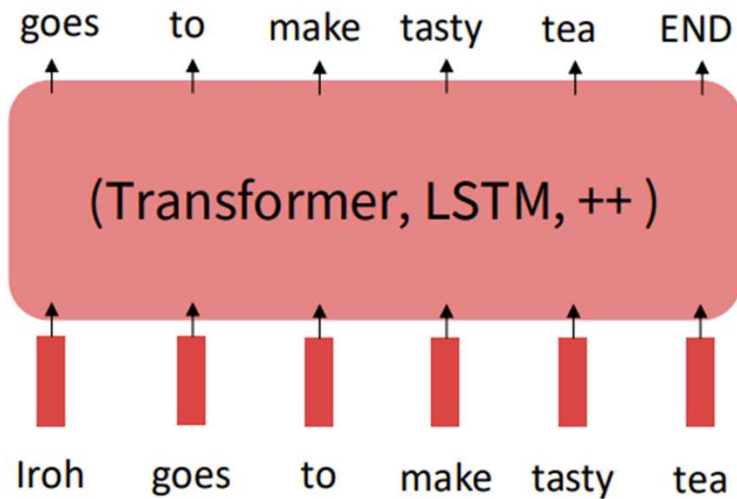 goes to make tasty tea END
(Transformer, LSTM, ++ )
Iroh goes to make tasty tea